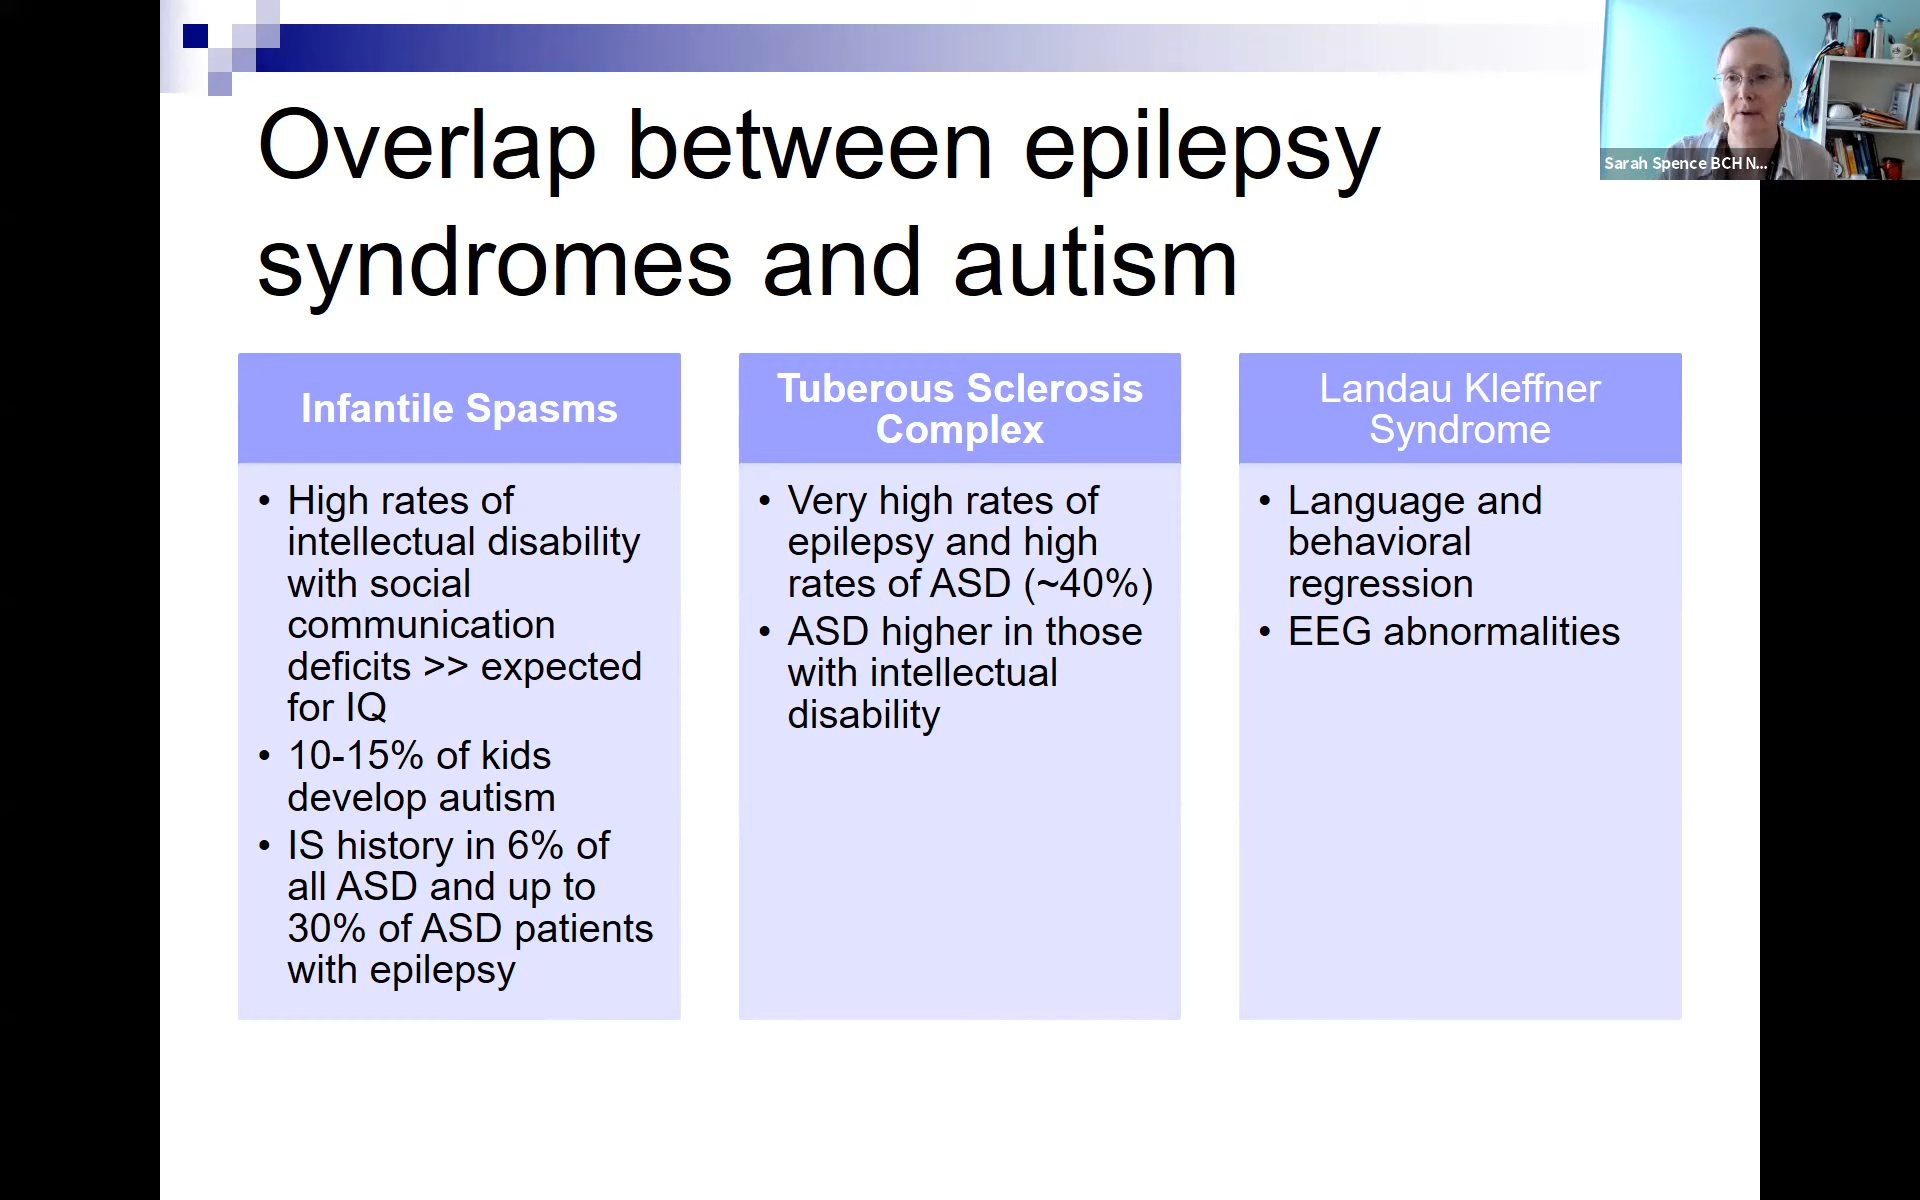 Overlap between epilepsy
syndromes and autism
Sarah Spence BCH N...
Infantile Spasms
• High rates of
intellectual disability
with social
communication
deficits >> expected
for IQ
• 10-15% of kids
develop autism
• IS history in 6% of
all ASD and up to
30% of ASD patients
with epilepsy
Tuberous Sclerosis
Complex
• Very high rates of
epilepsy and high
rates of ASD (~40%)
• ASD higher in those
with intellectual
disability
Landau Kleffner
Syndrome
• Language and
behavioral
regression
• EEG abnormalities